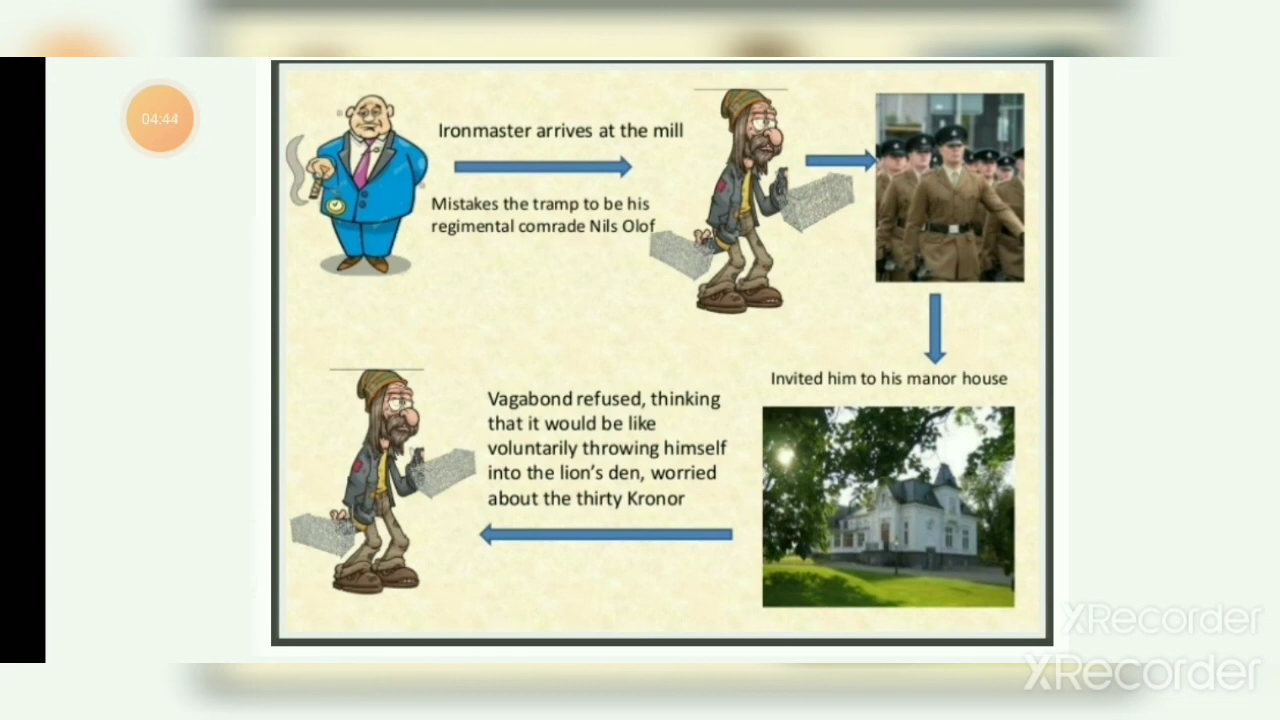 04:44
Ironmaster arrives at the mill
Mistakes the tramp to be his
regimental comrade Nils Olof
Invited him to his manor house
Vagabond refused, thinking
that it would be like
voluntarily throwing himself
into the lion's den, worried
about the thirty Kronor
XRecorder
XRecorder